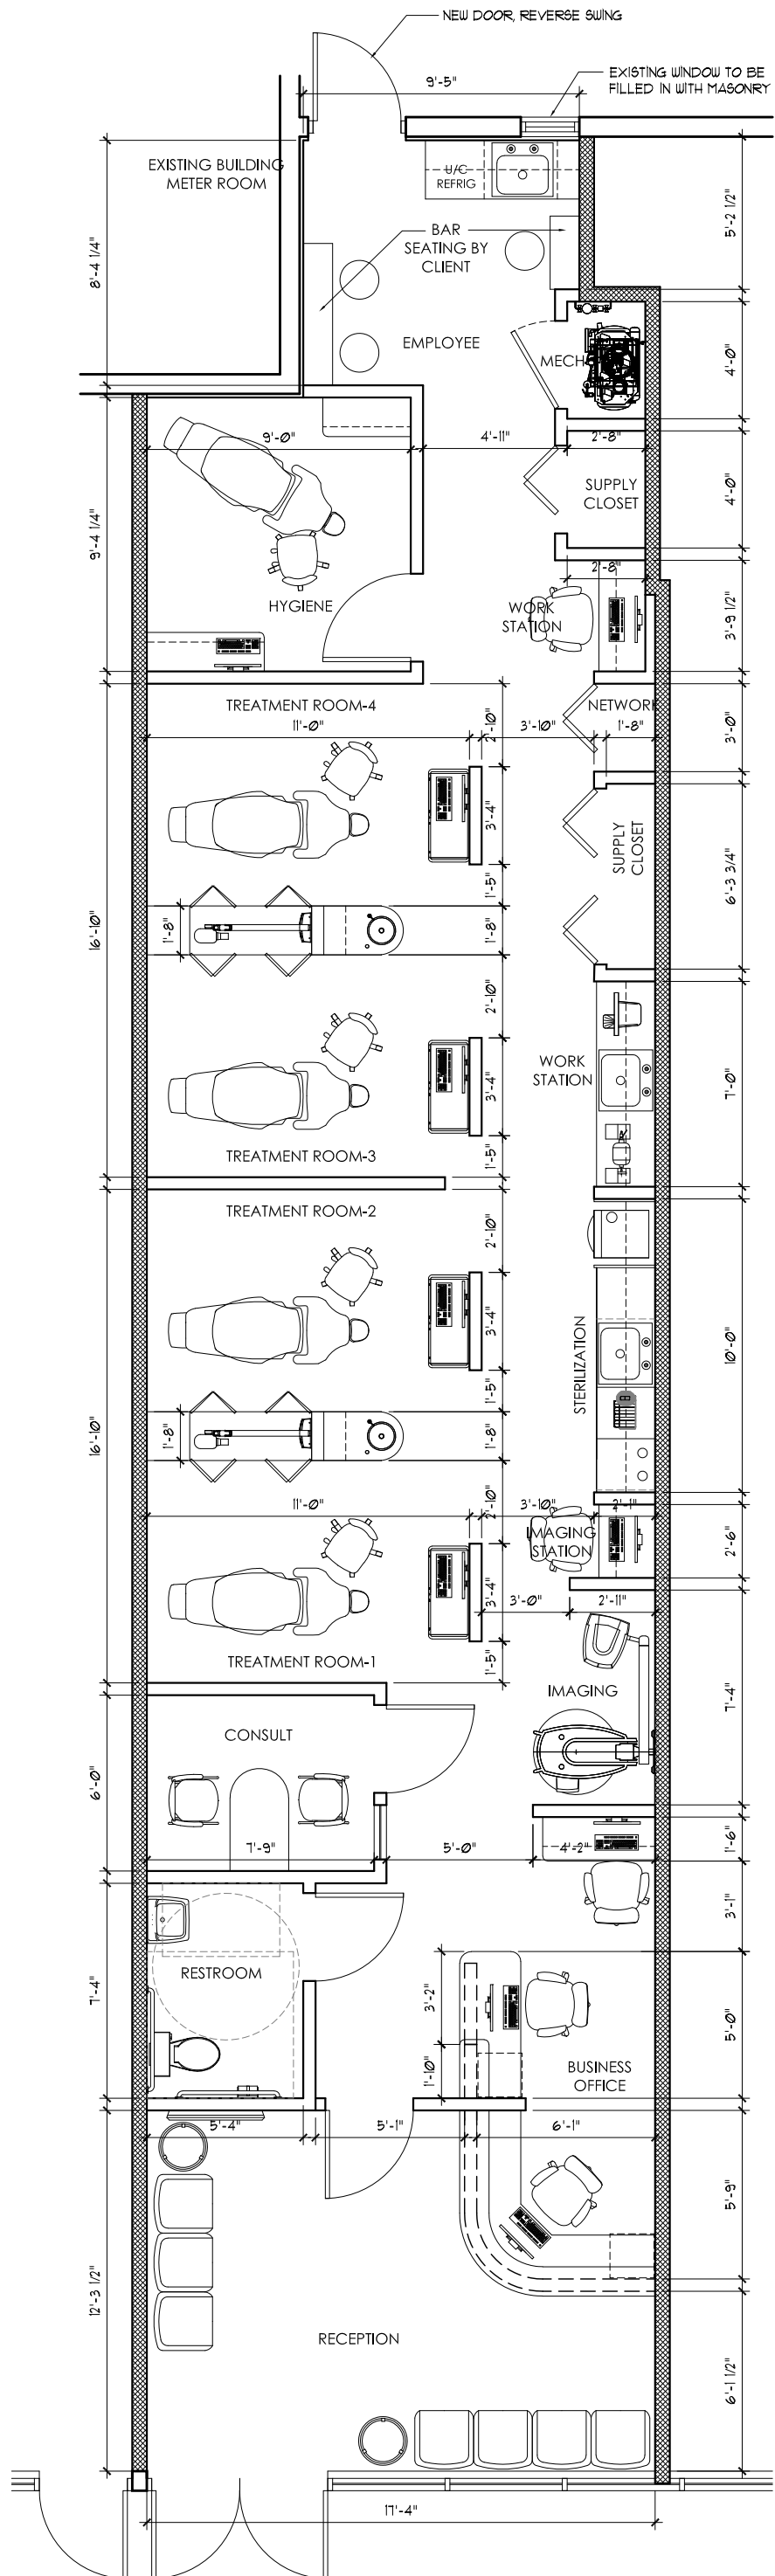 NEW DOOR, REVERSE SWING
EXISTING WINDOW TO BE
FILLED IN WITH MASONRY
9'-5"
EXISTING BUILDING
METER ROOM
U/C
REFRIG
5'-2 1/2"
8'-4 1/4"
BAR
SEATING BY
CLIENT
EMPLOYEE
MECH
4'-0"
9'-0"
4'-11"
2'-8"
SUPPLY
CLOSET
4'-0"
9'-4 1/4"
2'-8"
HYGIENE
WORK
STATION
3'-9 1/2"
TREATMENT ROOM-4
NETWORK
11'-0"
2'-10"
3'-10"
1'-8"
3'-0"
3'-4"
SUPPLY
CLOSET
6'-3 3/4"
1'-5"
16'-10"
1'-8"
1'-8"
2'-10"
WORK
STATION
3'-4"
7'-0"
TREATMENT ROOM-3
1'-5"
TREATMENT ROOM-2
2'-10"
3'-4"
STERILIZATION
10'-0"
1'-5"
16'-10"
1'-8"
1'-8"
11'-0"
2'-10"
3'-10"
2'-1"
IMAGING
STATION
2'-6"
3'-4"
3'-0"
2'-11"
TREATMENT ROOM-1
1'-5"
IMAGING
7'-4"
CONSULT
6'-0"
7'-9"
5'-0"
4'-2"
1'-6"
3'-1"
RESTROOM
7'-4"
3'-2"
5'-0"
1'-10"
BUSINESS
OFFICE
5'-4"
5'-1"
6'-1"
5'-9"
12'-3 1/2"
RECEPTION
6'-1 1/2"
17'-4"